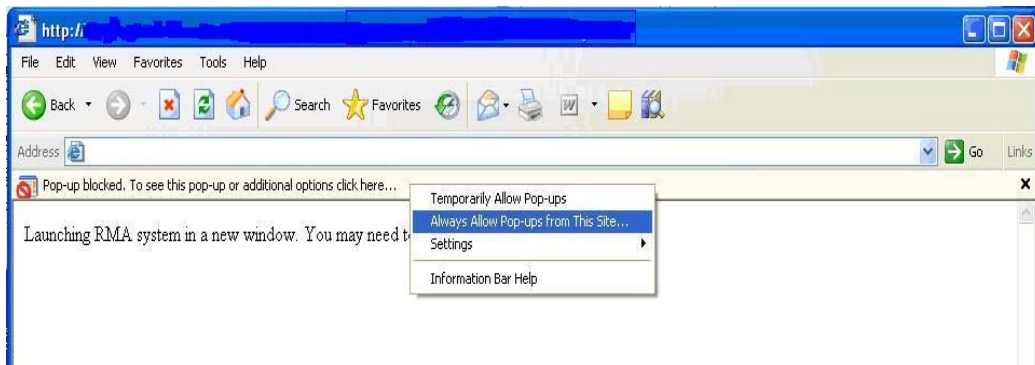 http://
File Edit View Favorites Tools Help
Back Search Favorites
Address Go Links
Pop-up blocked. To see this pop-up or additional options click here...
Temporarily Allow Pop-ups
Always Allow Pop-ups from This Site...
Settings
Information Bar Help
Launching RMA system in a new window. You may need